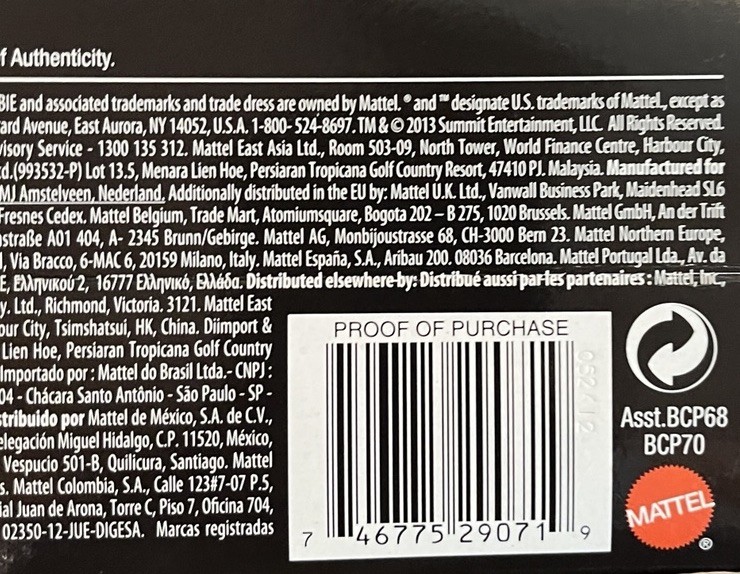 f Authenticity.
BIE and associated trademarks and trade dress are owned by Mattel. ® and ™ designate U.S. trademarks of Mattel, except as
ard Avenue, East Aurora, NY 14052, U.S.A. 1-800- 524-8697. TM & © 2013 Summit Entertainment, LLC. All Rights Reserved.
visory Service - 1300 135 312. Mattel East Asia Ltd., Room 503-09, North Tower, World Finance Centre, Harbour City,
d.(993532-P) Lot 13.5, Menara Lien Hoe, Persiaran Tropicana Golf Country Resort, 47410 PJ. Malaysia. Manufactured for
MJ Amstelveen, Nederland. Additionally distributed in the EU by: Mattel U.K. Ltd., Vanwall Business Park, Maidenhead SL6
Fresnes Cedex. Mattel Belgium, Trade Mart, Atomiumsquare, Bogota 202 – B 275, 1020 Brussels. Mattel GmbH, An der Trift
straße A01 404, A- 2345 Brunn/Gebirge. Mattel AG, Monbijoustrasse 68, CH-3000 Bern 23. Mattel Northern Europe,
, Via Bracco, 6-MAC 6, 20159 Milano, Italy. Mattel España, S.A., Aribau 200. 08036 Barcelona. Mattel Portugal Lda., Av. da
E, Ελληνικού 2, 16777 Ελληνικό, Ελλάδα. Distributed elsewhere by: Distribué aussi par les partenaires : Mattel, Inc.,
y. Ltd., Richmond, Victoria. 3121. Mattel East
our City, Tsimshatsui, HK, China. Diimport &
Lien Hoe, Persiaran Tropicana Golf Country
Importado por : Mattel do Brasil Ltda.- CNPJ :
04 - Chácara Santo Antônio - São Paulo - SP -
stribuido por Mattel de México, S.A. de C.V.,
elegación Miguel Hidalgo, C.P. 11520, México,
Vespucio 501-B, Quilicura, Santiago. Mattel
s. Mattel Colombia, S.A., Calle 123#7-07 P.5,
ial Juan de Arona, Torre C, Piso 7, Oficina 704,
02350-12-JUE-DIGESA. Marcas registradas
PROOF OF PURCHASE
7 46775 29071 9
Asst.BCP68
BCP70
MATTEL
®